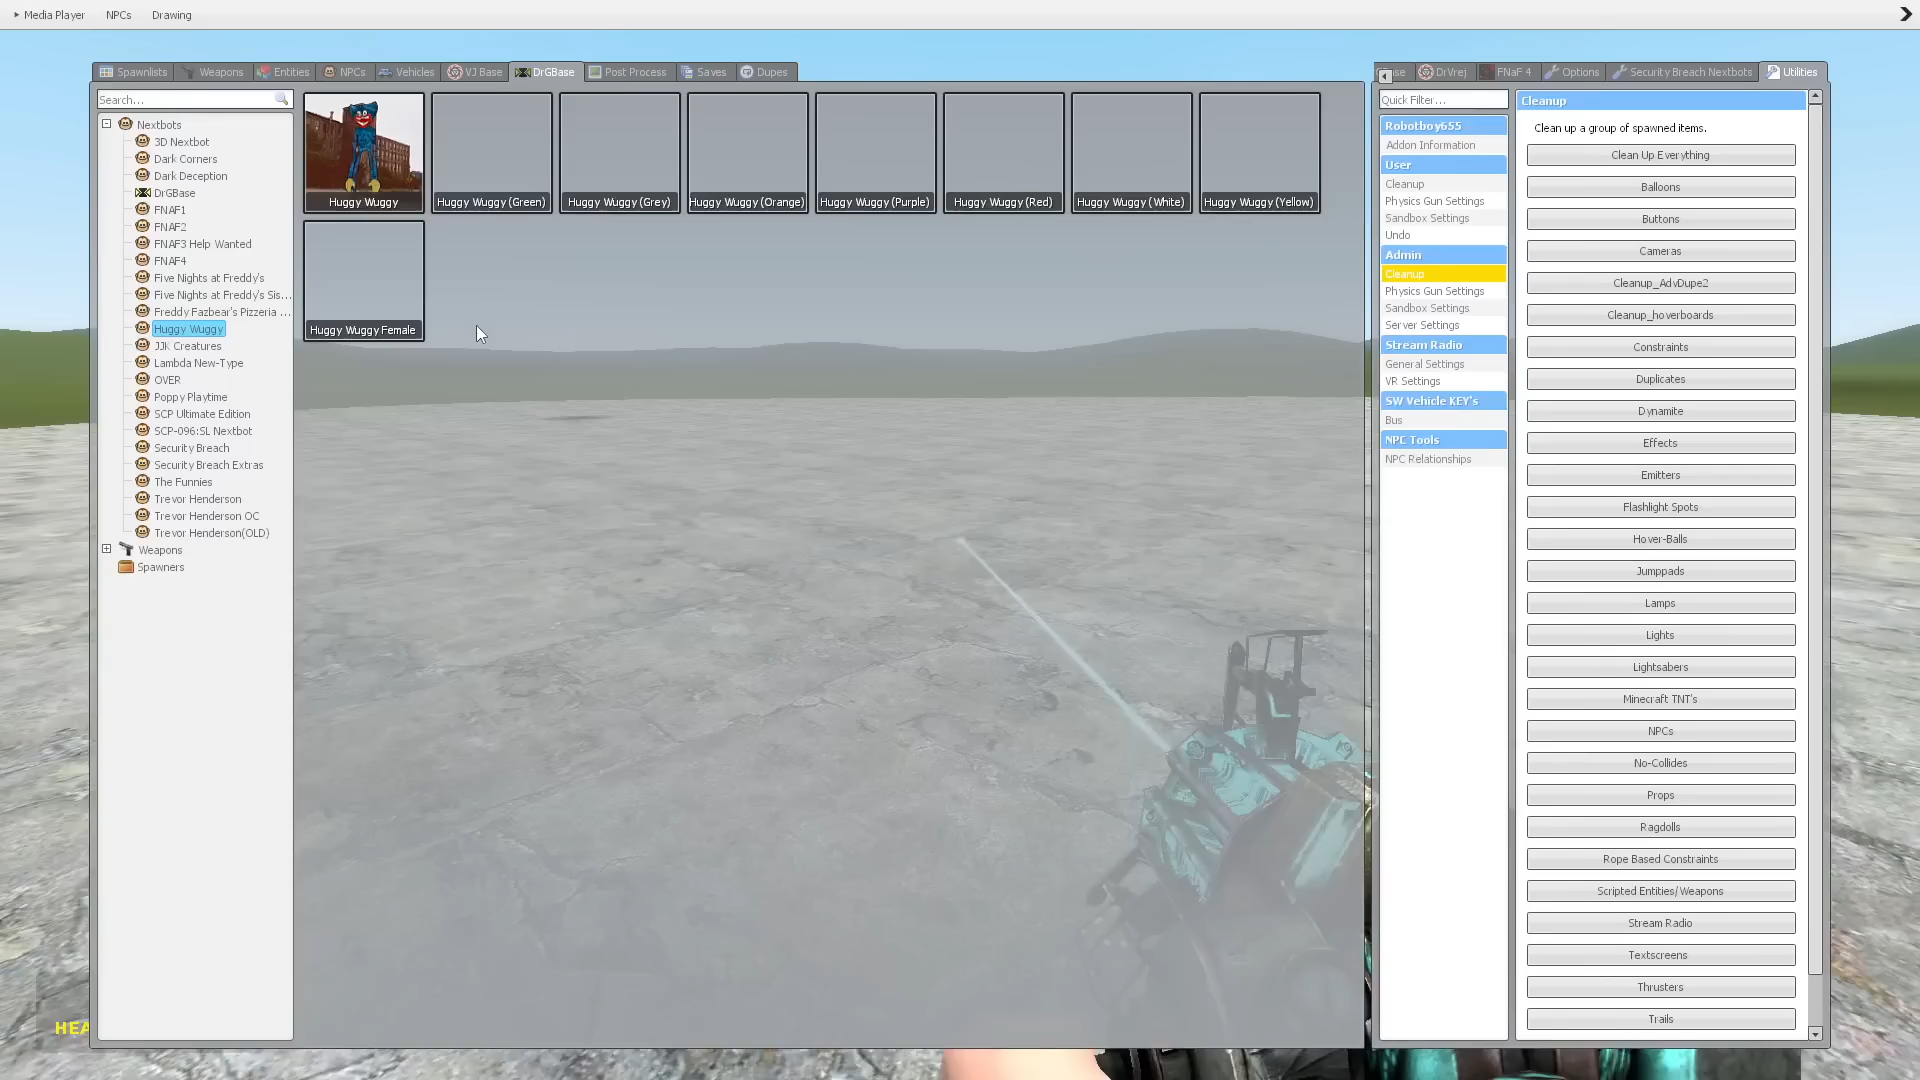 Media Player NPCs Drawing
Spawnlists Weapons Entities NPCs Vehicles VJ Base DrGBase Post Process Saves Dupes
Search...
Nextbots
3D Nextbot
Dark Corners
Dark Deception
DrGBase
FNAF1
FNAF2
FNAF3 Help Wanted
FNAF4
Five Nights at Freddy's
Five Nights at Freddy's Sis...
Freddy Fazbear's Pizzeria ...
Huggy Wuggy
JJK Creatures
Lambda New-Type
OVER
Poppy Playtime
SCP Ultimate Edition
SCP-096:SL Nextbot
Security Breach
Security Breach Extras
The Funnies
Trevor Henderson
Trevor Henderson OC
Trevor Henderson(OLD)
Weapons
Spawners
Huggy Wuggy
Huggy Wuggy (Green)
Huggy Wuggy (Grey)
Huggy Wuggy (Orange)
Huggy Wuggy (Purple)
Huggy Wuggy (Red)
Huggy Wuggy (White)
Huggy Wuggy (Yellow)
Huggy Wuggy Female
DrVrej FNaF 4 Options Security Breach Nextbots Utilities
Quick Filter...
Robotboy655
Addon Information
User
Cleanup
Physics Gun Settings
Sandbox Settings
Undo
Admin
Cleanup
Physics Gun Settings
Sandbox Settings
Server Settings
Stream Radio
General Settings
VR Settings
SW Vehicle KEY's
Bus
NPC Tools
NPC Relationships
Cleanup
Clean up a group of spawned items.
Clean Up Everything
Balloons
Buttons
Cameras
Cleanup_AdvDupe2
Cleanup_hoverboards
Constraints
Duplicates
Dynamite
Effects
Emitters
Flashlight Spots
Hover-Balls
Jumppads
Lamps
Lights
Lightsabers
Minecraft TNT's
NPCs
No-Collides
Props
Ragdolls
Rope Based Constraints
Scripted Entities/Weapons
Stream Radio
Textscreens
Thrusters
Trails
HEA